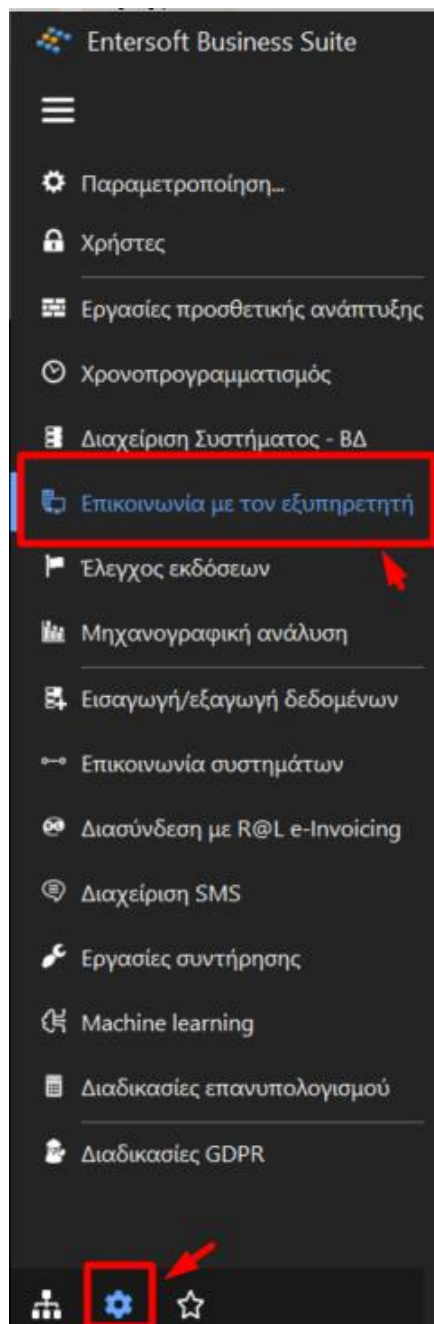 Entersoft Business Suite
Παραμετροποίηση...
Χρήστες
Εργασίες προσθετικής ανάπτυξης
Χρονοπρογραμματισμός
Διαχείριση Συστήματος - ΒΔ
Επικοινωνία με τον εξυπηρετητή
Έλεγχος εκδόσεων
Μηχανογραφική ανάλυση
Εισαγωγή/εξαγωγή δεδομένων
Επικοινωνία συστημάτων
Διασύνδεση με R@L e-Invoicing
Διαχείριση SMS
Εργασίες συντήρησης
Machine learning
Διαδικασίες επανυπολογισμού
Διαδικασίες GDPR